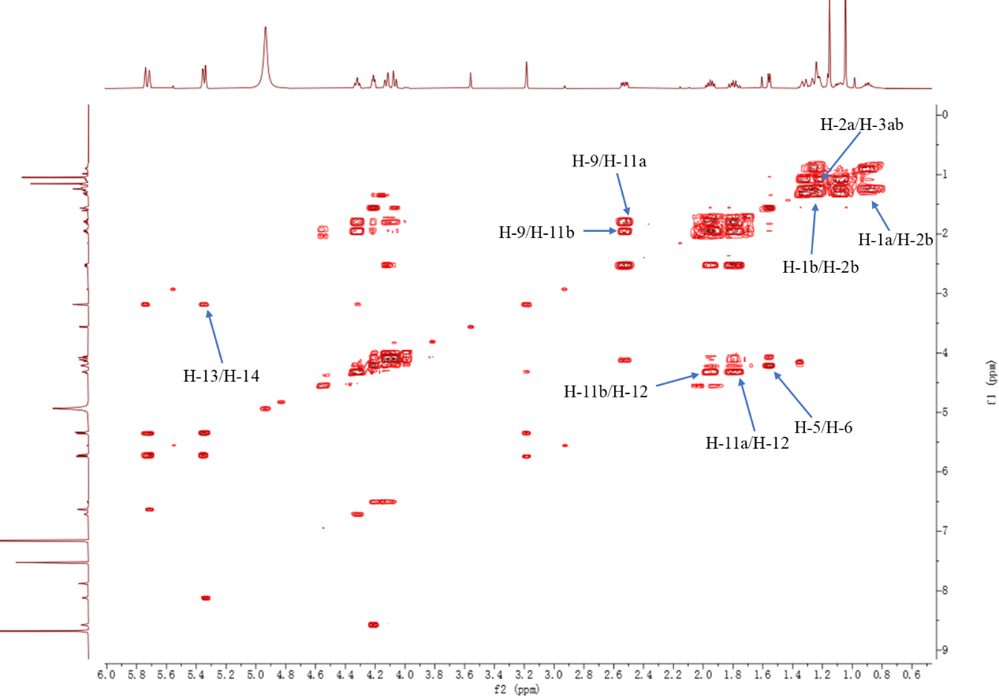 H-2a/H-3ab
H-9/H-11a
H-9/H-11b
H-1a/H-2b
H-1b/H-2b
H-13/H-14
H-11b/H-12
H-5/H-6
H-11a/H-12
0
1
2
3
4
5
6
7
8
9
f1 (ppm)
6.0 5.8 5.6 5.4 5.2 5.0 4.8 4.6 4.4 4.2 4.0 3.8 3.6 3.4 3.2 3.0 2.8 2.6 2.4 2.2 2.0 1.8 1.6 1.4 1.2 1.0 0.8 0.6
f2 (ppm)